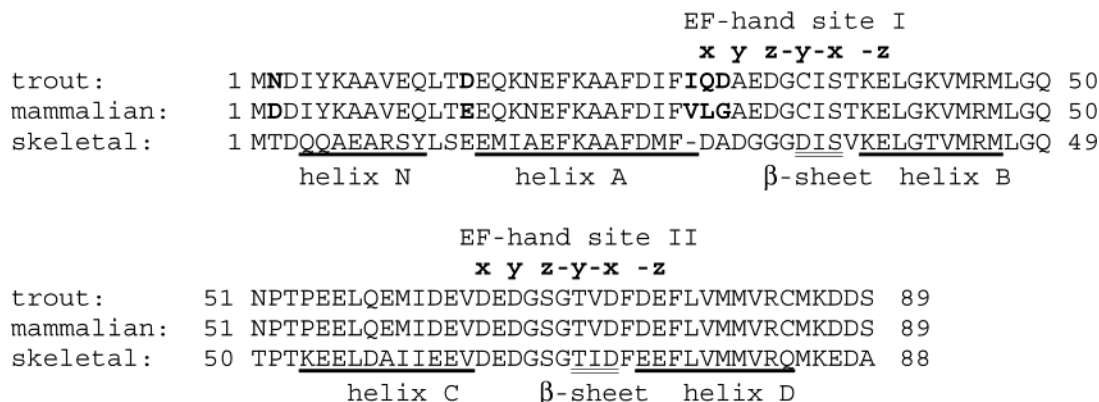 EF-hand site I
x y z-y-x -z
trout: 1 MNDIYKAAVEQLTDEQKNEFKAAFDIFIQDAEDGCISTKELGKVMRMLGQ 50
mammalian: 1 MDDIYKAAVEQLTEEQKNEFKAAFDIFVLGAEDGCISTKELGKVMRMLGQ 50
skeletal: 1 MTDQQAEARSYLSEEMIAEFKAAFDMF-DADGGGDISVKELGTVMRMLGQ 49
helix N helix A β-sheet helix B
EF-hand site II
x y z-y-x -z
trout: 51 NPTPEELQEMIDEVDEDGSGTVDFDEFLVMMVRCMKDDS 89
mammalian: 51 NPTPEELQEMIDEVDEDGSGTVDFDEFLVMMVRCMKDDS 89
skeletal: 50 TPTKEELDAIIEEVDEDGSGTIDFEEFLVMMVRQMKEDA 88
helix C β-sheet helix D